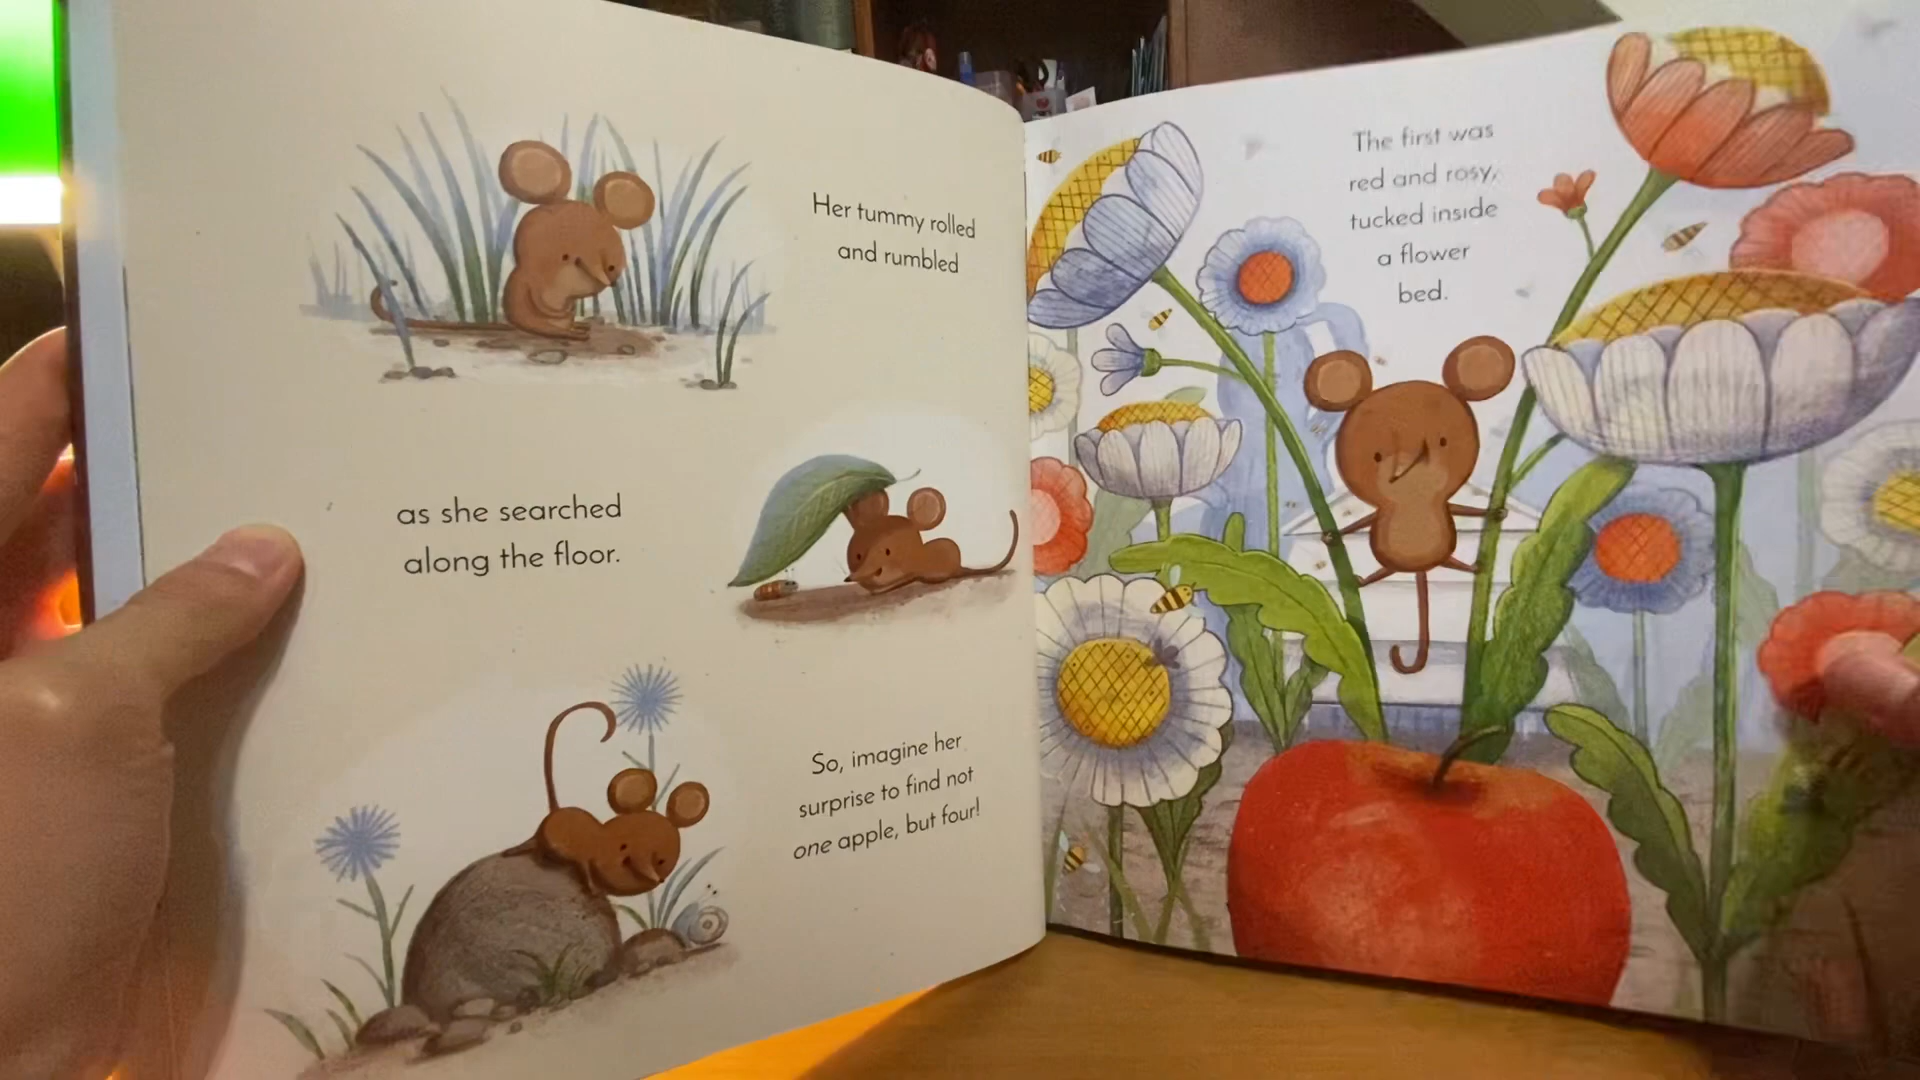 Her tummy rolled
and rumbled
as she searched
along the floor.
So, imagine her
surprise to find not
one apple, but four!
The first was
red and rosy,
tucked inside
a flower
bed.